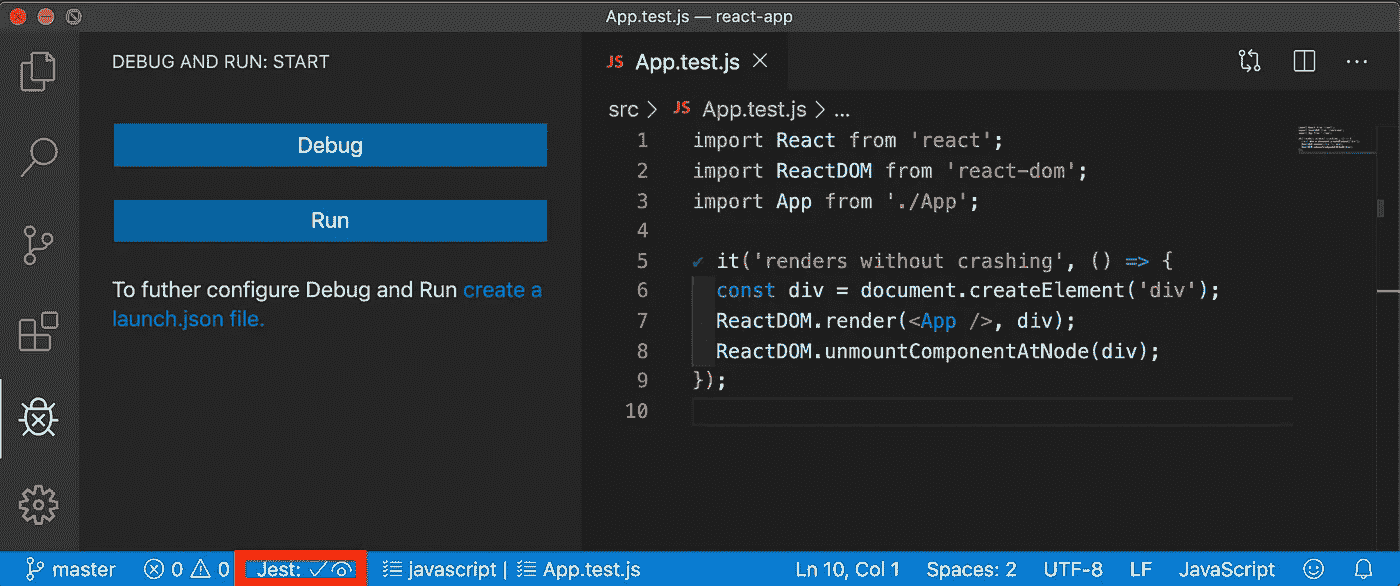 App.test.js — react-app
DEBUG AND RUN: START
Debug
Run
To futher configure Debug and Run create a
launch.json file.
JS App.test.js
src > JS App.test.js > ...
1 import React from 'react';
2 import ReactDOM from 'react-dom';
3 import App from './App';
4
5 it('renders without crashing', () => {
6 const div = document.createElement('div');
7 ReactDOM.render(<App />, div);
8 ReactDOM.unmountComponentAtNode(div);
9 });
10
master 0 0 Jest: javascript | App.test.js Ln 10, Col 1 Spaces: 2 UTF-8 LF JavaScript